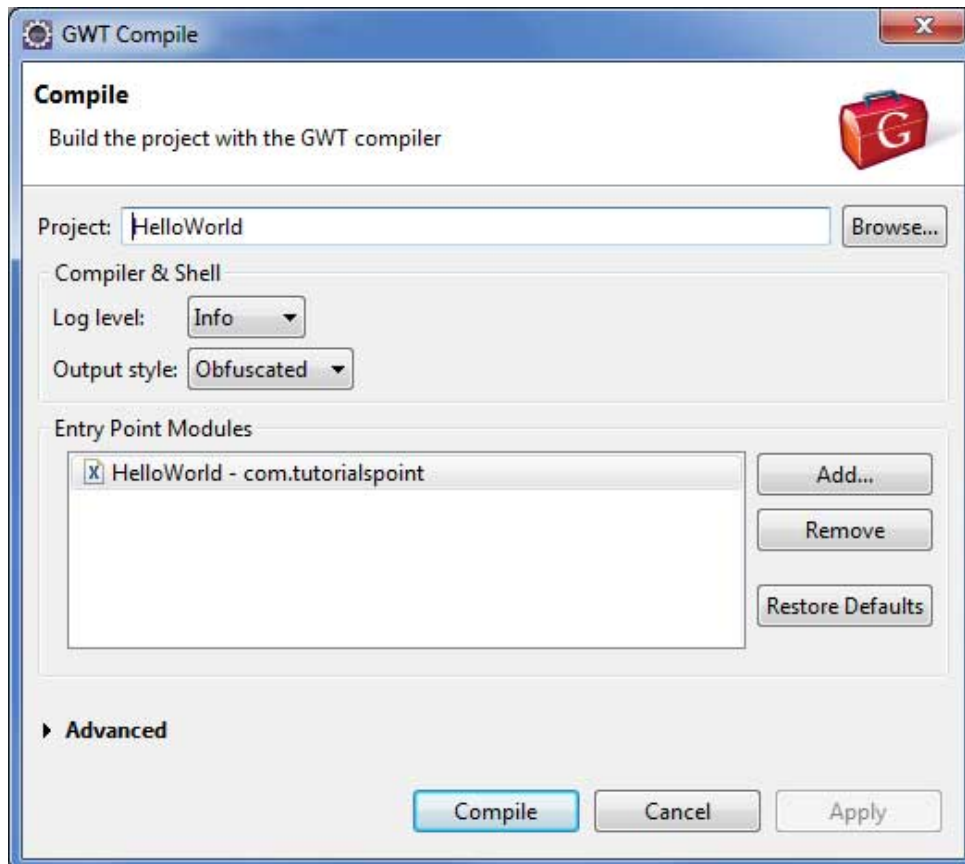 GWT Compile
Compile
Build the project with the GWT compiler
G
Project: HelloWorld Browse...
Compiler & Shell
Log level: Info
Output style: Obfuscated
Entry Point Modules
HelloWorld - com.tutorialspoint
Add...
Remove
Restore Defaults
Advanced
Compile Cancel Apply